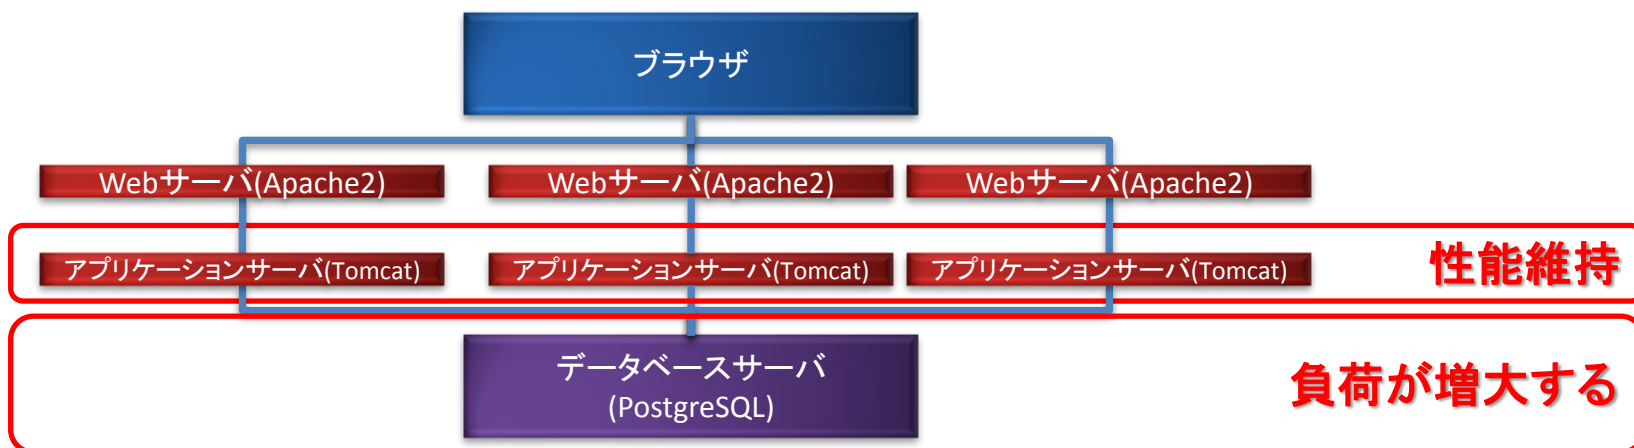 ブラウザ
Webサーバ(Apache2)
Webサーバ(Apache2)
Webサーバ(Apache2)
アプリケーションサーバ(Tomcat)
アプリケーションサーバ(Tomcat)
アプリケーションサーバ(Tomcat)
性能維持
データベースサーバ
(PostgreSQL)
負荷が増大する